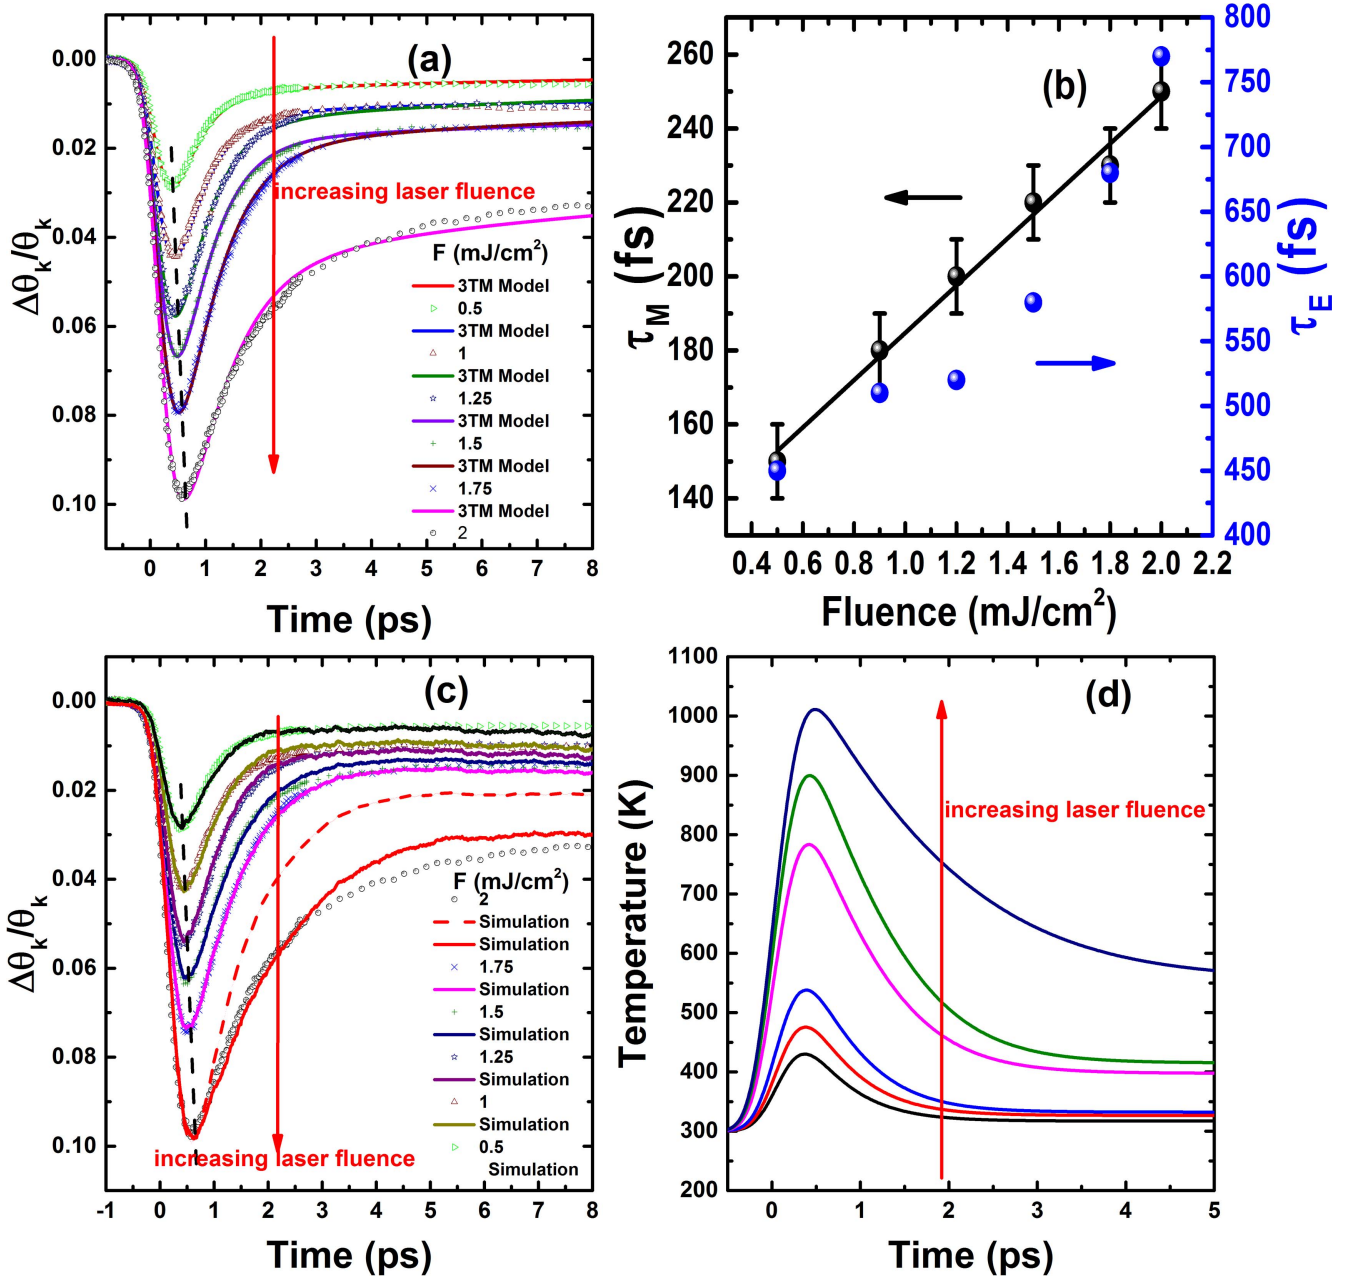 (a)
0.00
0.02
0.04
0.06
0.08
0.10
Δθk/θk
increasing laser fluence
F (mJ/cm²)
3TM Model
0.5
3TM Model
1
3TM Model
1.25
3TM Model
1.5
3TM Model
1.75
3TM Model
2
0 1 2 3 4 5 6 7 8
Time (ps)
(b)
260
240
220
200
180
160
140
τM (fs)
800
750
700
650
600
550
500
450
400
τE (fs)
0.4 0.6 0.8 1.0 1.2 1.4 1.6 1.8 2.0 2.2
Fluence (mJ/cm²)
(c)
0.00
0.02
0.04
0.06
0.08
0.10
Δθk/θk
F (mJ/cm²)
2
Simulation
Simulation
1.75
Simulation
1.5
Simulation
1.25
Simulation
1
Simulation
0.5
Simulation
increasing laser fluence
-1 0 1 2 3 4 5 6 7 8
Time (ps)
(d)
1100
1000
900
800
700
600
500
400
300
200
Temperature (K)
increasing laser fluence
0 1 2 3 4 5
Time (ps)